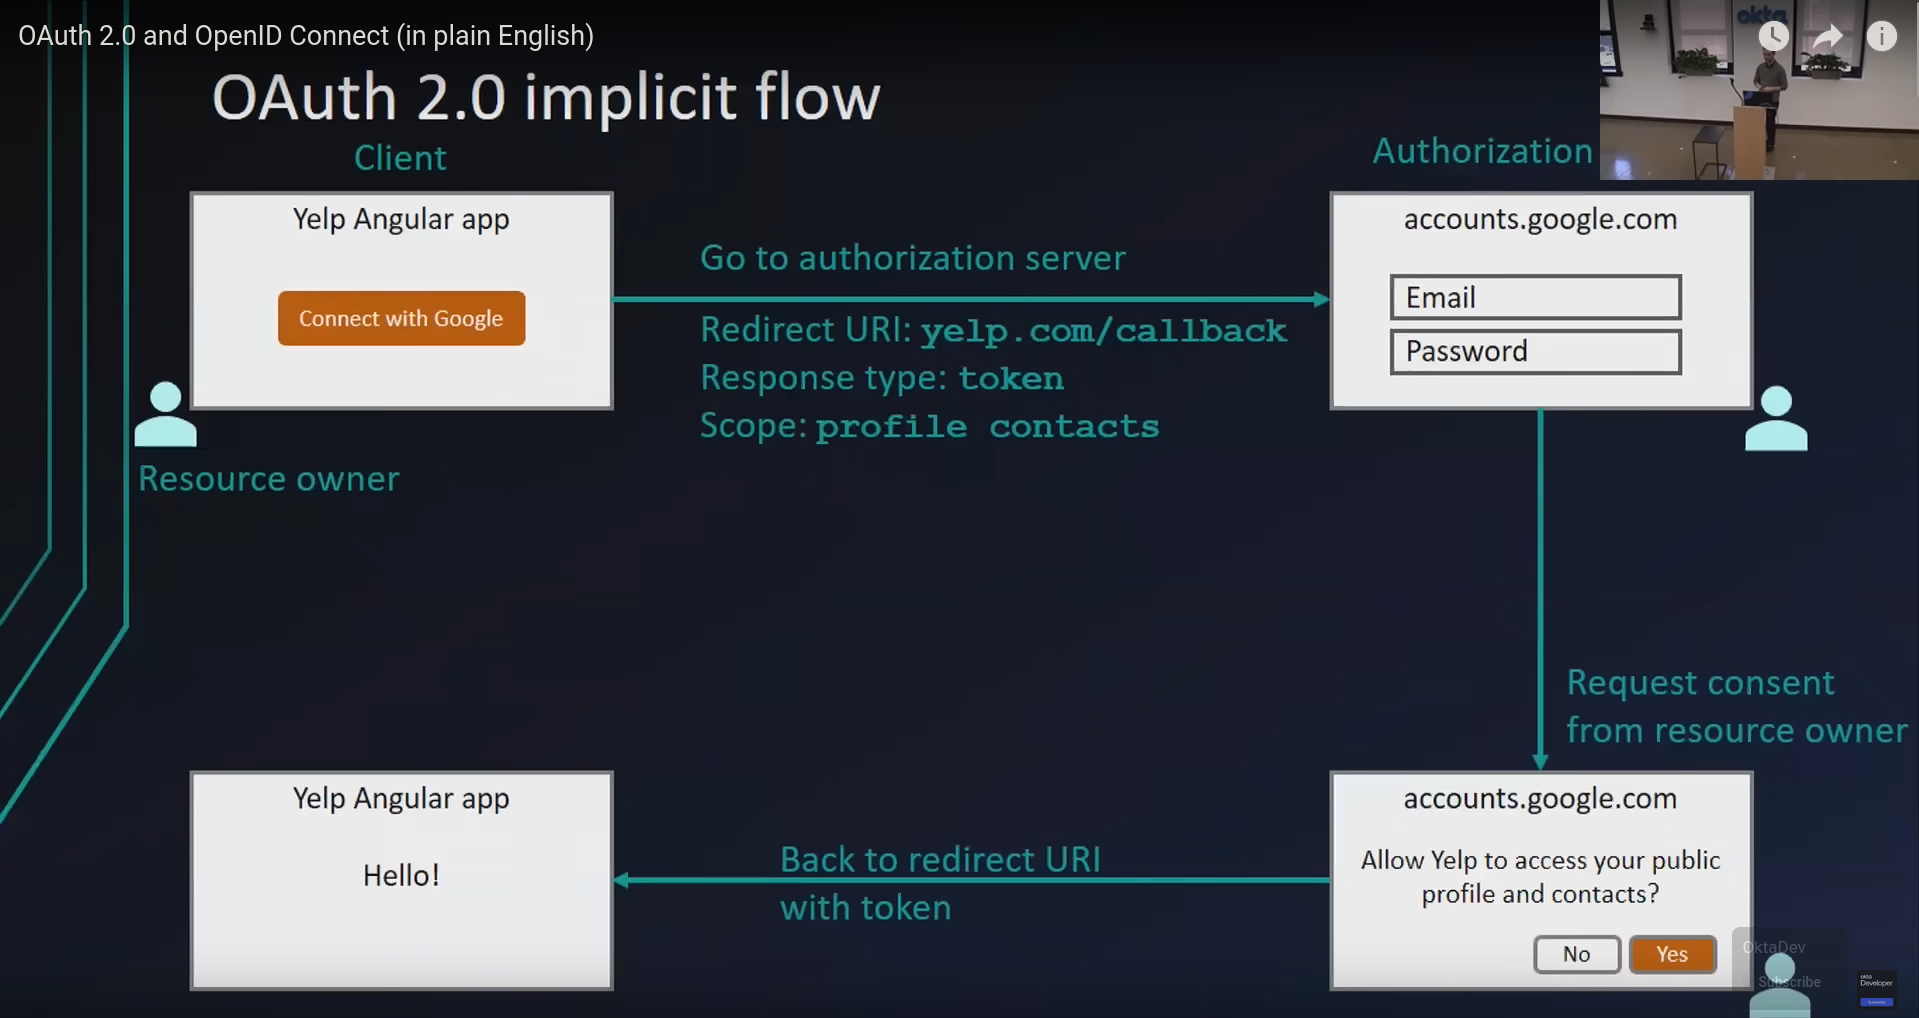 OAuth 2.0 and OpenID Connect (in plain English)
okta
OAuth 2.0 implicit flow
Client
Authorization
Yelp Angular app
Connect with Google
Resource owner
Go to authorization server
Redirect URI: yelp.com/callback
Response type: token
Scope: profile contacts
accounts.google.com
Email
Password
Request consent
from resource owner
accounts.google.com
Allow Yelp to access your public
profile and contacts?
No
Yes
Back to redirect URI
with token
Yelp Angular app
Hello!
OktaDev
Subscribe
okta
Developer